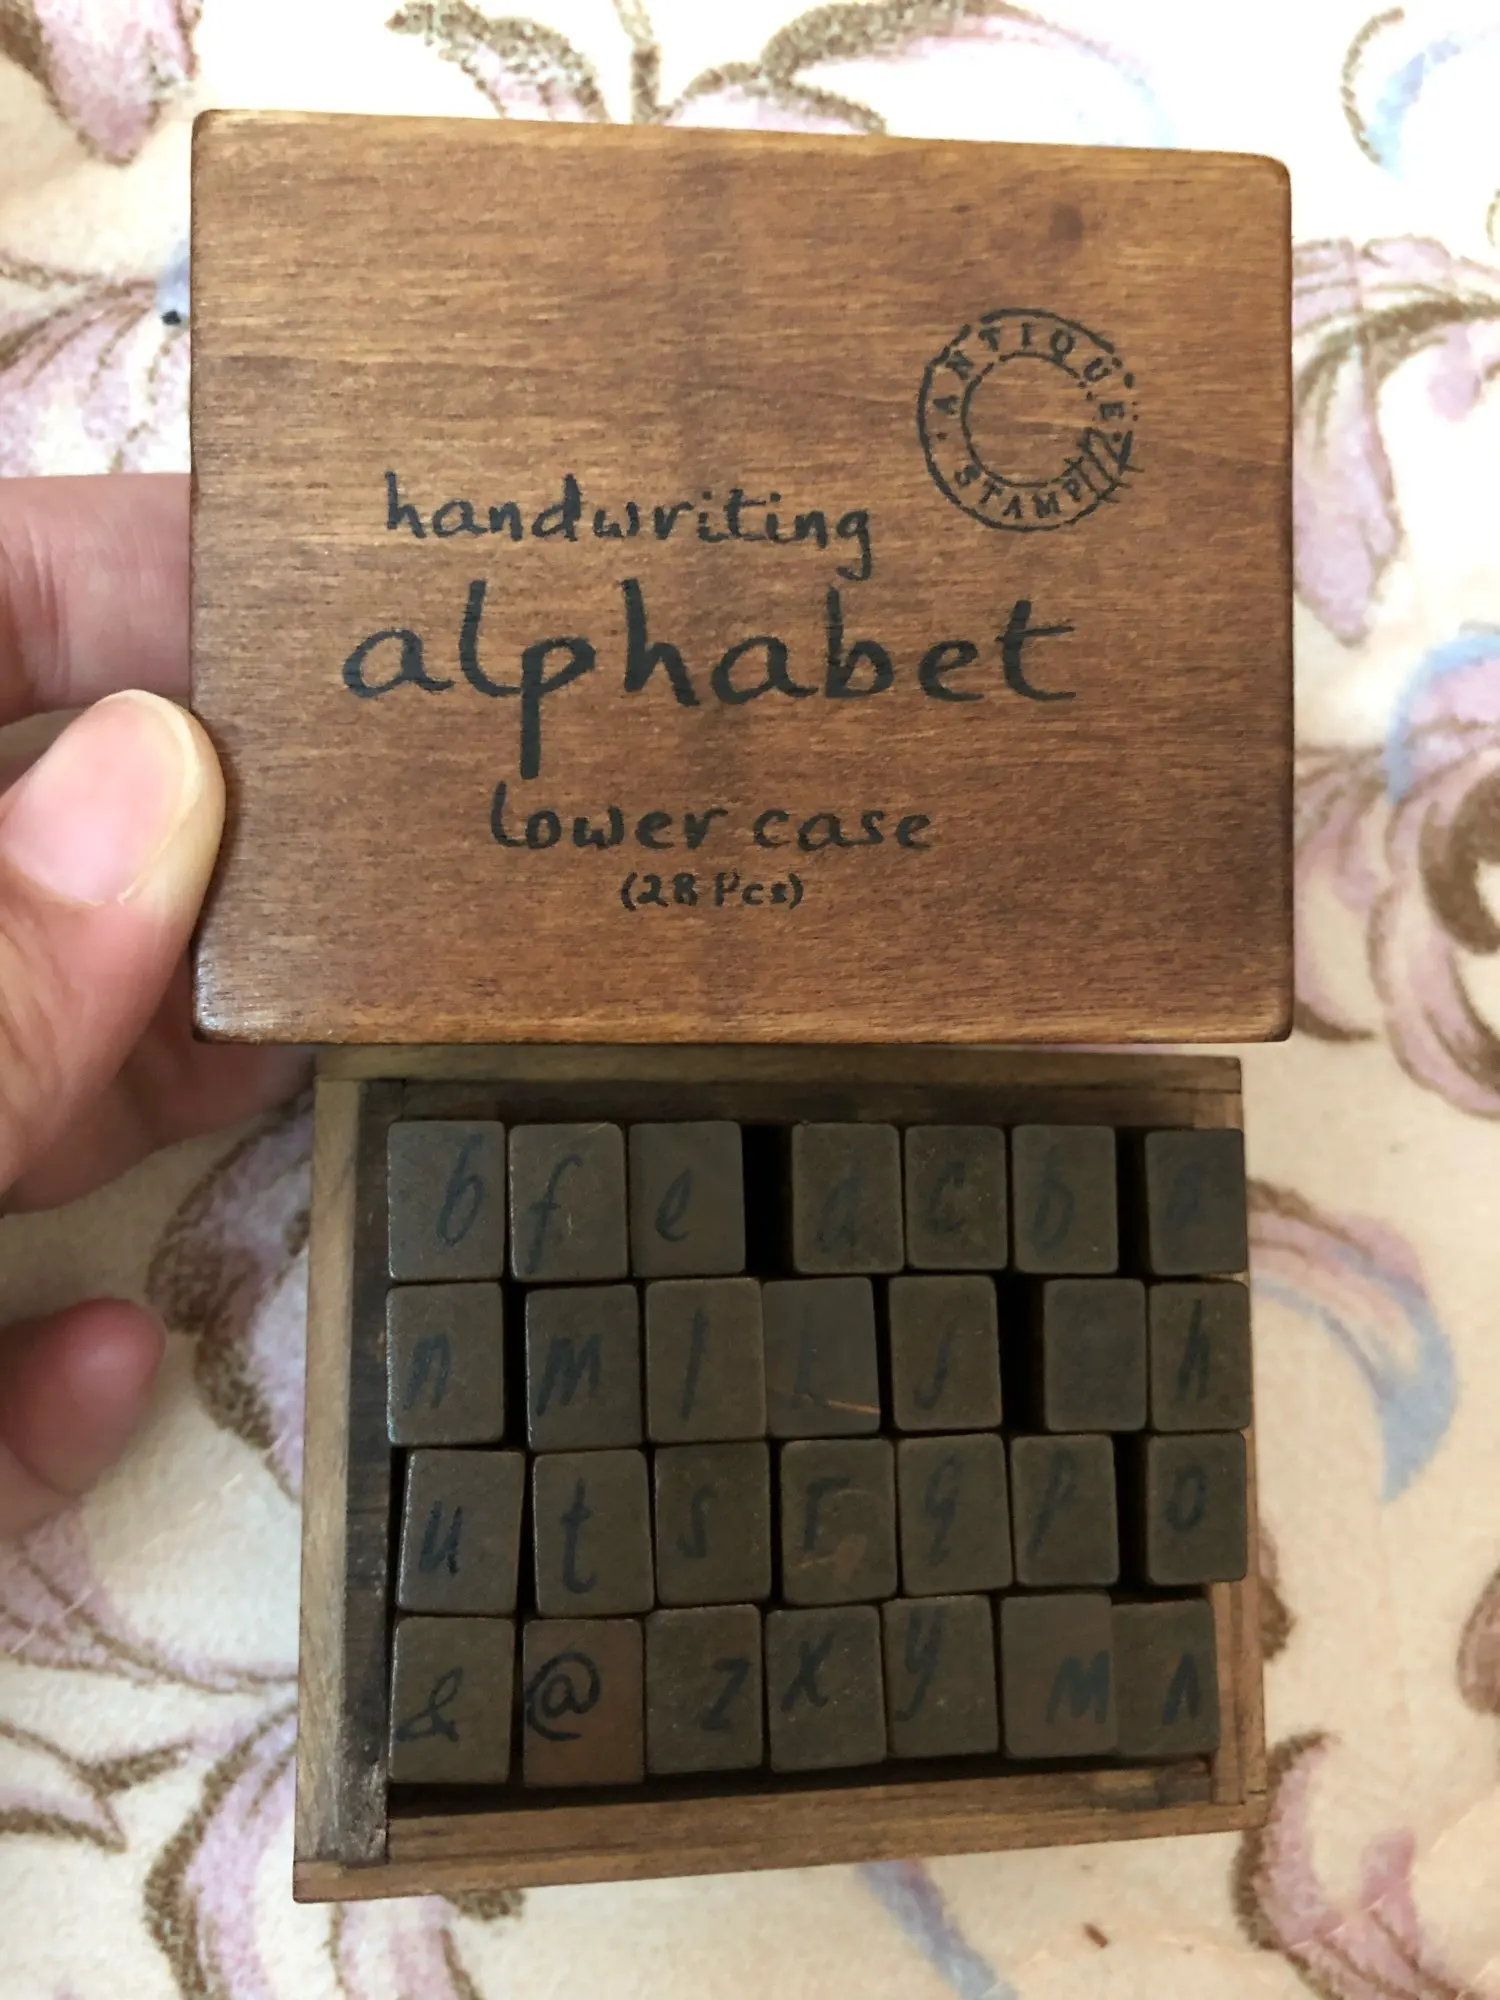 ANTIQUE STAMP
handwriting
alphabet
lower case
(28 Pcs)
b f e d c b a
n m l j h
u t s r q p o
& @ z x y